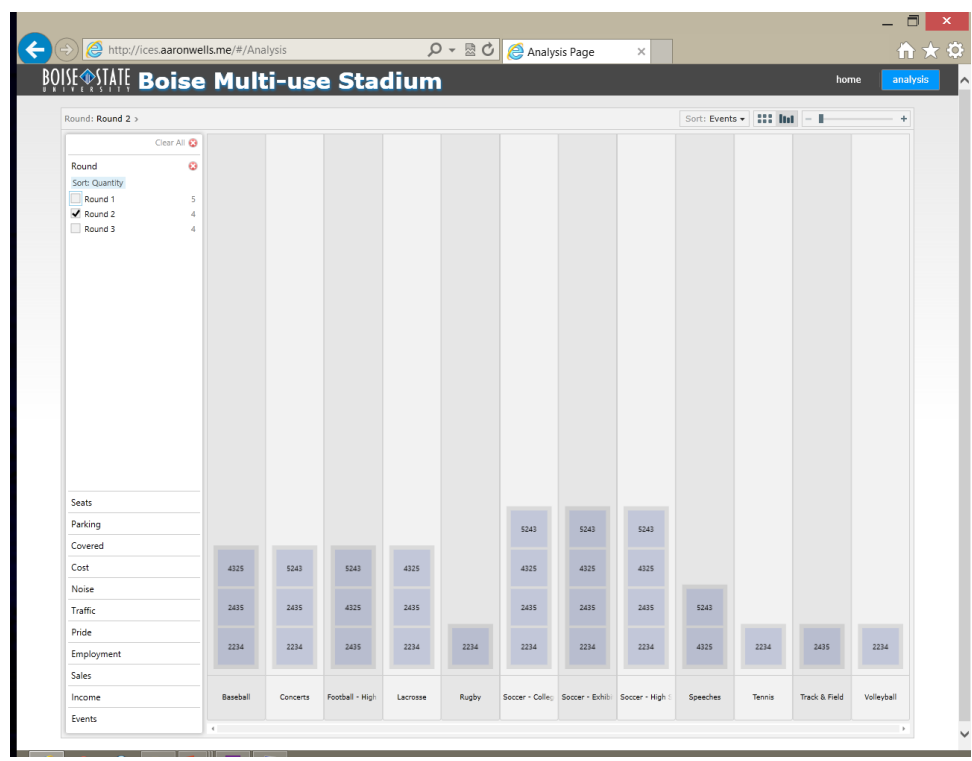 http://ices.aaronwells.me/#/Analysis
Analysis Page
BOISE STATE
UNIVERSITY
Boise Multi-use Stadium
home
analysis
Round: Round 2 >
Sort: Events
- +
Clear All
Round
Sort: Quantity
Round 1 5
Round 2 4
Round 3 4
Seats
Parking
Covered
Cost
Noise
Traffic
Pride
Employment
Sales
Income
Events
5243 5243 5243
4325 5243 5243 4325 4325 4325 4325
2435 2435 4325 2435 2435 2435 2435 5243
2234 2234 2435 2234 2234 2234 2234 2234 4325 2234 2435 2234
Baseball Concerts Football - High Lacrosse Rugby Soccer - Colleg Soccer - Exhibi Soccer - High S Speeches Tennis Track & Field Volleyball